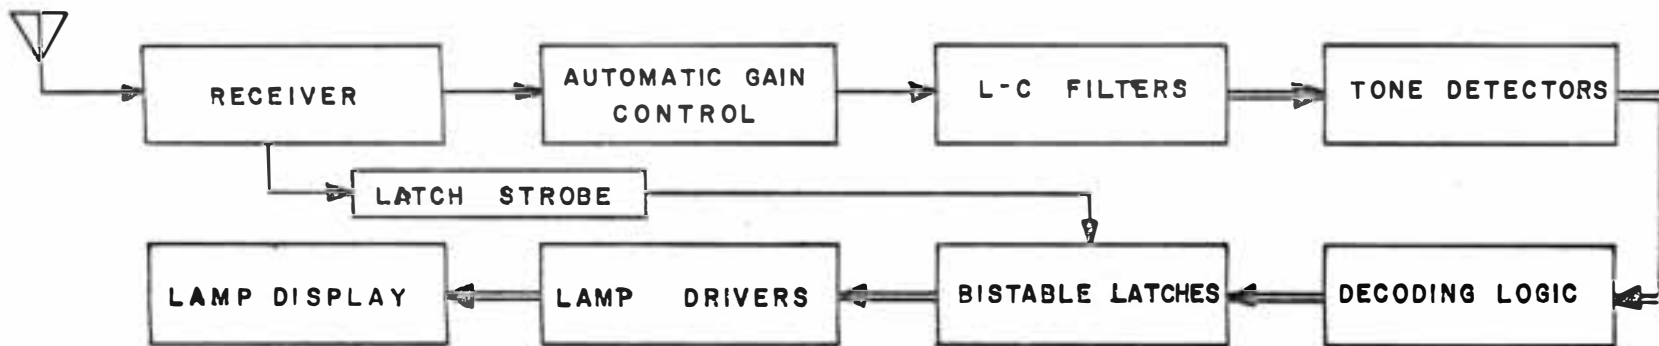 RECEIVER
AUTOMATIC GAIN
CONTROL
L-C FILTERS
TONE DETECTORS
LATCH STROBE
LAMP DISPLAY
LAMP DRIVERS
BISTABLE LATCHES
DECODING LOGIC